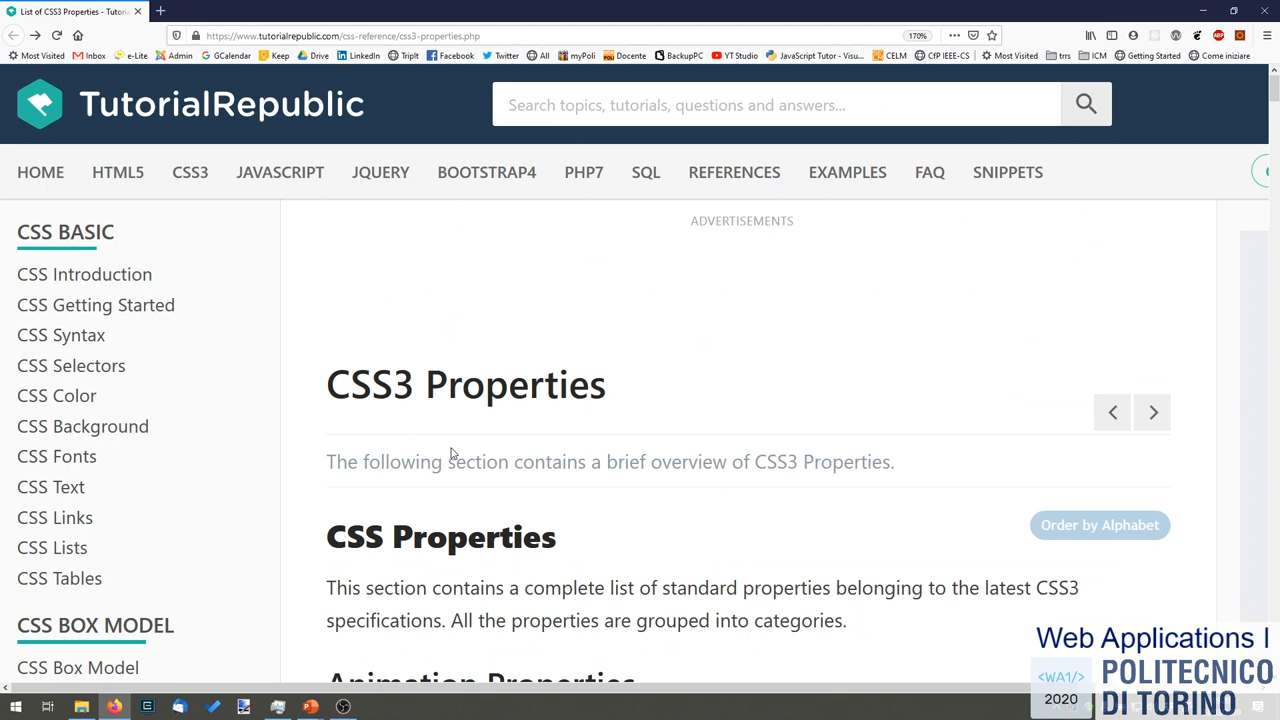 List of CSS3 Properties - Tutoria
https://www.tutorialrepublic.com/css-reference/css3-properties.php
170%
Most Visited Inbox e-Lite Admin GCalendar Keep Drive LinkedIn TripIt Facebook Twitter All myPoli Docente BackupPC YT Studio JavaScript Tutor - Visu... CELM CfP IEEE-CS Most Visited trrs ICM Getting Started Come iniziare
TutorialRepublic
Search topics, tutorials, questions and answers...
HOME HTML5 CSS3 JAVASCRIPT JQUERY BOOTSTRAP4 PHP7 SQL REFERENCES EXAMPLES FAQ SNIPPETS
CSS BASIC
CSS Introduction
CSS Getting Started
CSS Syntax
CSS Selectors
CSS Color
CSS Background
CSS Fonts
CSS Text
CSS Links
CSS Lists
CSS Tables
CSS BOX MODEL
CSS Box Model
ADVERTISEMENTS
CSS3 Properties
The following section contains a brief overview of CSS3 Properties.
CSS Properties
Order by Alphabet
This section contains a complete list of standard properties belonging to the latest CSS3
specifications. All the properties are grouped into categories.
Animation Properties
Web Applications I
<WA1/>
2020
POLITECNICO
DI TORINO